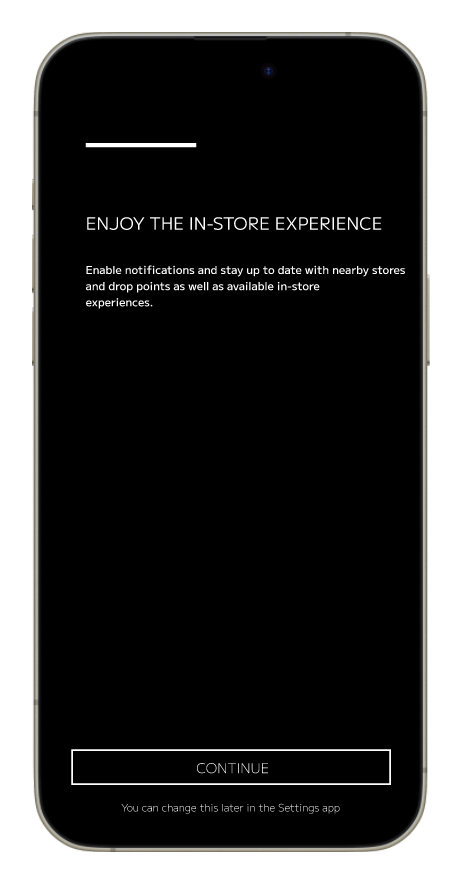 ENJOY THE IN-STORE EXPERIENCE
Enable notifications and stay up to date with nearby stores
and drop points as well as available in-store
experiences.
CONTINUE
You can change this later in the Settings app